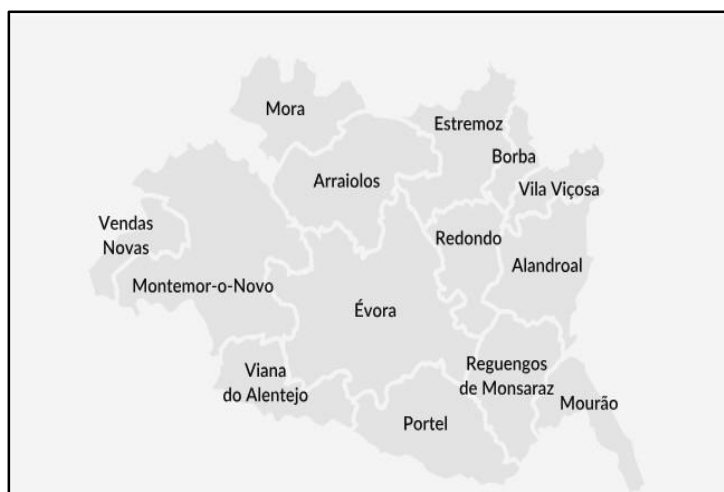 Mora
Estremoz
Borba
Arraiolos
Vila Viçosa
Vendas
Novas
Redondo
Alandroal
Montemor-o-Novo
Évora
Viana
do Alentejo
Reguengos
de Monsaraz
Mourão
Portel